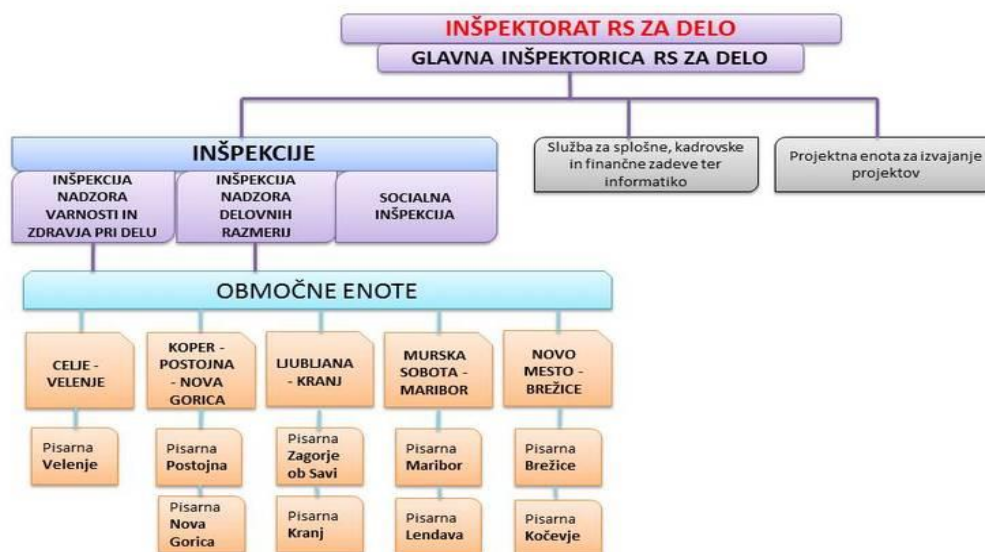 INŠPEKTORAT RS ZA DELO
GLAVNA INŠPEKTORICA RS ZA DELO
INŠPEKCIJE
INŠPEKCIJA
NADZORA
VARNOSTI IN
ZDRAVJA PRI DELU
INŠPEKCIJA
NADZORA
DELOVNIH
RAZMERIJ
SOCIALNA
INŠPEKCIJA
Služba za splošne, kadrovske
in finančne zadeve ter
informatiko
Projektna enota za izvajanje
projektov
OBMOČNE ENOTE
CELJE -
VELENJE
KOPER -
POSTOJNA
- NOVA
GORICA
LJUBLJANA
- KRANJ
MURSKA
SOBOTA -
MARIBOR
NOVO
MESTO -
BREŽICE
Pisarna
Velenje
Pisarna
Postojna
Pisarna
Zagorje
ob Savi
Pisarna
Maribor
Pisarna
Brežice
Pisarna
Nova
Gorica
Pisarna
Kranj
Pisarna
Lendava
Pisarna
Kočevje